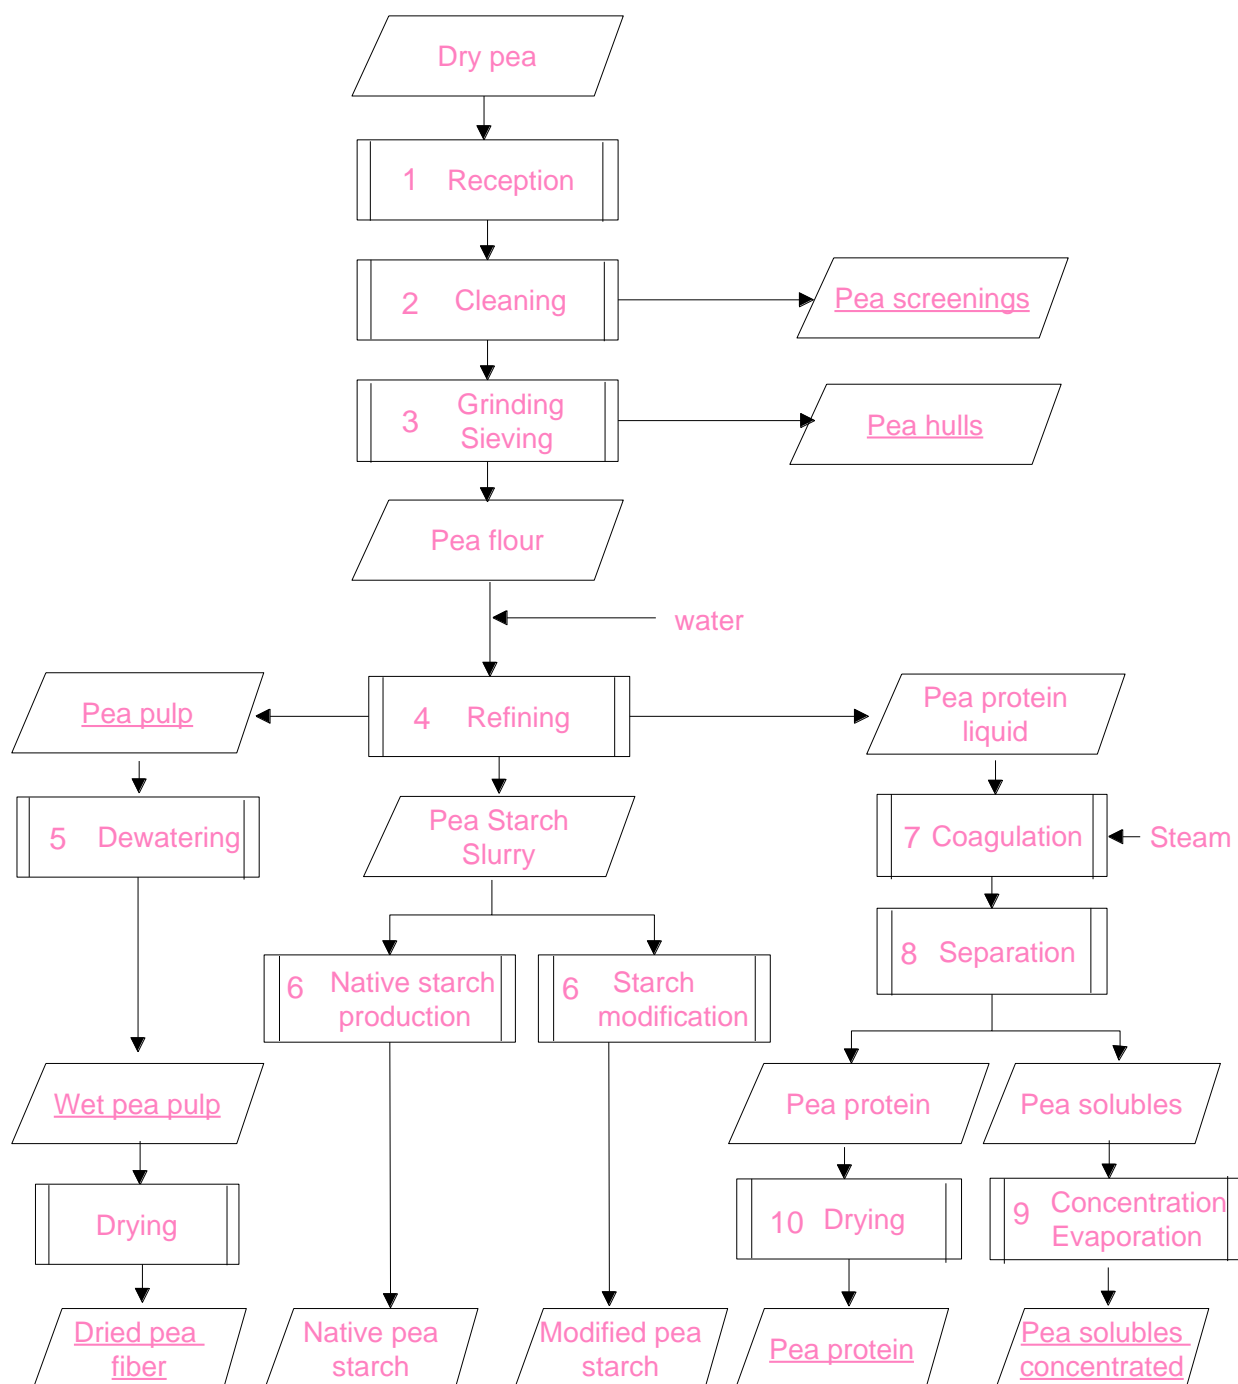 Dry pea
1 Reception
2 Cleaning
Pea screenings
3 Grinding
Sieving
Pea hulls
Pea flour
water
Pea pulp
4 Refining
Pea protein
liquid
5 Dewatering
Pea Starch
Slurry
7 Coagulation
Steam
8 Separation
6 Native starch
production
6 Starch
modification
Wet pea pulp
Pea protein
Pea solubles
Drying
10 Drying
9 Concentration
Evaporation
Dried pea
fiber
Native pea
starch
Modified pea
starch
Pea protein
Pea solubles
concentrated